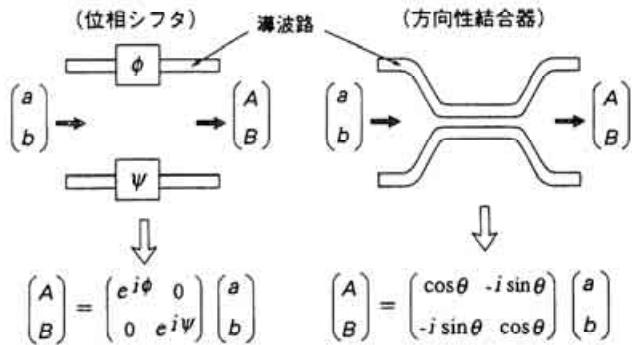 (位相シフタ)
導波路
(方向性結合器)
ϕ
a
b
A
B
ψ
a
b
A
B
(A B) = (e^{iϕ} 0 0 e^{iψ}) (a b)
(A B) = (cosθ -i sinθ -i sinθ cosθ) (a b)